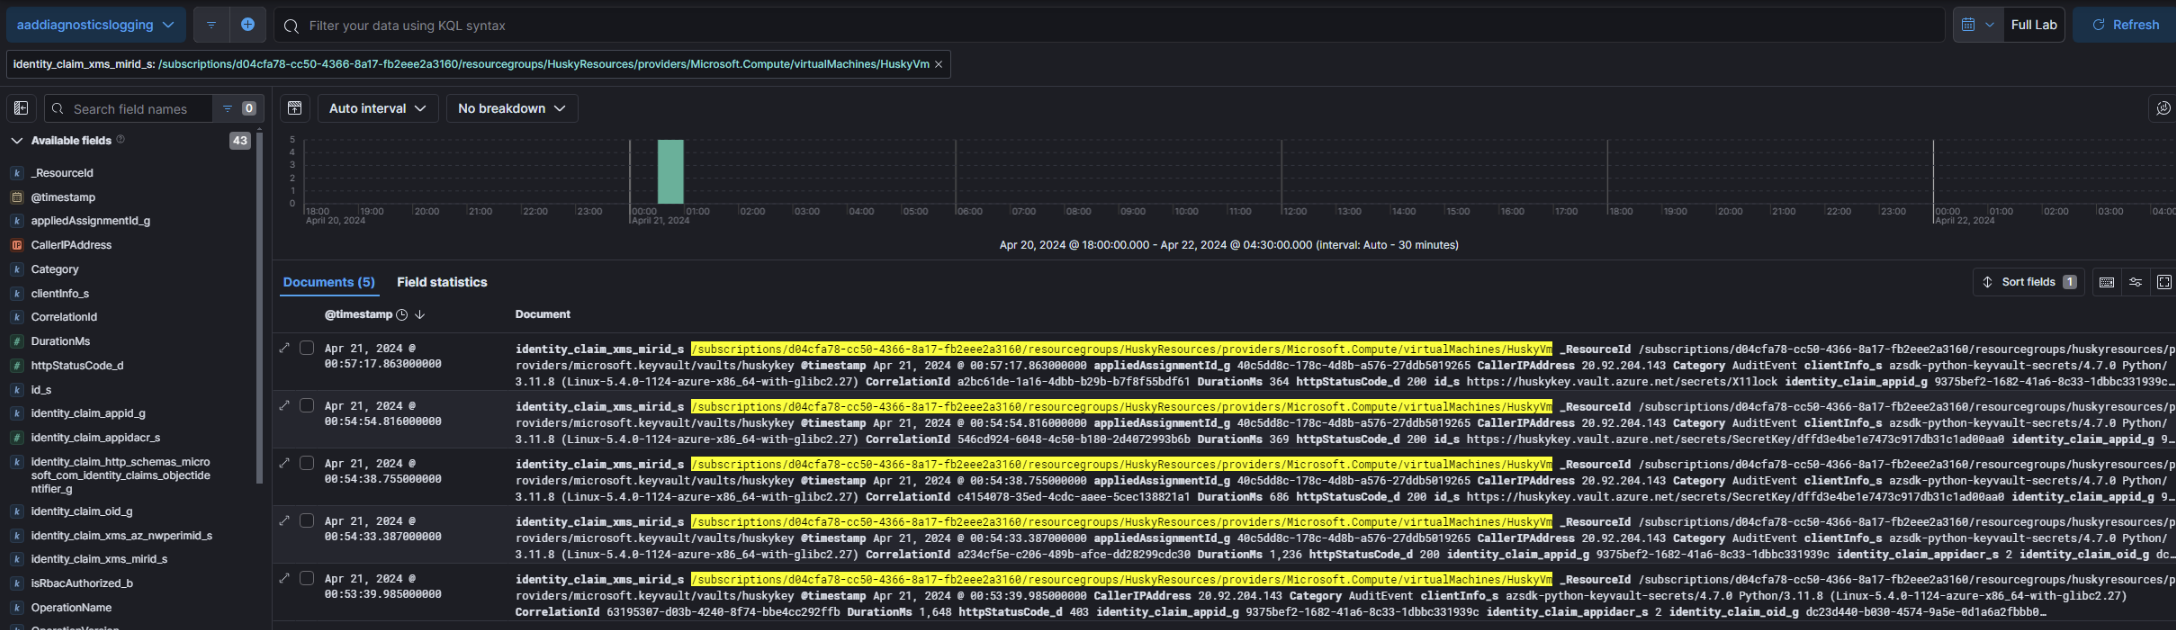 aaddiagnosticslogging
Filter your data using KQL syntax
Full Lab
Refresh
identity_claim_xms_mirid_s: /subscriptions/d04cfa78-cc50-4366-8a17-fb2eee2a3160/resourcegroups/HuskyResources/providers/Microsoft.Compute/virtualMachines/HuskyVm ×
Search field names
0
Auto interval
No breakdown
Available fields
43
_ResourceId
@timestamp
appliedAssignmentId_g
CallerIPAddress
Category
clientInfo_s
CorrelationId
DurationMs
httpStatusCode_d
id_s
identity_claim_appid_g
identity_claim_appidacr_s
identity_claim_http_schemas_micro
soft_com_identity_claims_objectide
ntifier_g
identity_claim_oid_g
identity_claim_xms_az_nwperimid_s
identity_claim_xms_mirid_s
isRbacAuthorized_b
OperationName
OperationVersion
5
4
3
2
1
0
18:00 19:00 20:00 21:00 22:00 23:00 00:00 01:00 02:00 03:00 04:00 05:00 06:00 07:00 08:00 09:00 10:00 11:00 12:00 13:00 14:00 15:00 16:00 17:00 18:00 19:00 20:00 21:00 22:00 23:00 00:00 01:00 02:00 03:00 04:00
April 20, 2024 April 21, 2024 April 22, 2024
Apr 20, 2024 @ 18:00:00.000 - Apr 22, 2024 @ 04:30:00.000 (interval: Auto - 30 minutes)
Documents (5) Field statistics
Sort fields 1
@timestamp Document
Apr 21, 2024 @
00:57:17.863000000
identity_claim_xms_mirid_s /subscriptions/d04cfa78-cc50-4366-8a17-fb2eee2a3160/resourcegroups/HuskyResources/providers/Microsoft.Compute/virtualMachines/HuskyVm _ResourceId /subscriptions/d04cfa78-cc50-4366-8a17-fb2eee2a3160/resourcegroups/huskyresources/p
roviders/microsoft.keyvault/vaults/huskykey @timestamp Apr 21, 2024 @ 00:57:17.863000000 appliedAssignmentId_g 40c5dd8c-178c-4d8b-a576-27ddb5019265 CallerIPAddress 20.92.204.143 Category AuditEvent clientInfo_s azsdk-python-keyvault-secrets/4.7.0 Python/
3.11.8 (Linux-5.4.0-1124-azure-x86_64-with-glibc2.27) CorrelationId a2bc61de-1a16-4dbb-b29b-b7f8f55bdf61 DurationMs 364 httpStatusCode_d 200 id_s https://huskykey.vault.azure.net/secrets/X11lock identity_claim_appid_g 9375bef2-1682-41a6-8c33-1dbbc331939c…
Apr 21, 2024 @
00:54:54.816000000
identity_claim_xms_mirid_s /subscriptions/d04cfa78-cc50-4366-8a17-fb2eee2a3160/resourcegroups/HuskyResources/providers/Microsoft.Compute/virtualMachines/HuskyVm _ResourceId /subscriptions/d04cfa78-cc50-4366-8a17-fb2eee2a3160/resourcegroups/huskyresources/p
roviders/microsoft.keyvault/vaults/huskykey @timestamp Apr 21, 2024 @ 00:54:54.816000000 appliedAssignmentId_g 40c5dd8c-178c-4d8b-a576-27ddb5019265 CallerIPAddress 20.92.204.143 Category AuditEvent clientInfo_s azsdk-python-keyvault-secrets/4.7.0 Python/
3.11.8 (Linux-5.4.0-1124-azure-x86_64-with-glibc2.27) CorrelationId 546cd924-6048-4c50-b180-2d4072993b6b DurationMs 369 httpStatusCode_d 200 id_s https://huskykey.vault.azure.net/secrets/SecretKey/dffd3e4be1e7473c917db31c1ad00aa0 identity_claim_appid_g 9…
Apr 21, 2024 @
00:54:38.755000000
identity_claim_xms_mirid_s /subscriptions/d04cfa78-cc50-4366-8a17-fb2eee2a3160/resourcegroups/HuskyResources/providers/Microsoft.Compute/virtualMachines/HuskyVm _ResourceId /subscriptions/d04cfa78-cc50-4366-8a17-fb2eee2a3160/resourcegroups/huskyresources/p
roviders/microsoft.keyvault/vaults/huskykey @timestamp Apr 21, 2024 @ 00:54:38.755000000 appliedAssignmentId_g 40c5dd8c-178c-4d8b-a576-27ddb5019265 CallerIPAddress 20.92.204.143 Category AuditEvent clientInfo_s azsdk-python-keyvault-secrets/4.7.0 Python/
3.11.8 (Linux-5.4.0-1124-azure-x86_64-with-glibc2.27) CorrelationId c4154078-35ed-4cdc-aaee-5cec138821a1 DurationMs 686 httpStatusCode_d 200 id_s https://huskykey.vault.azure.net/secrets/SecretKey/dffd3e4be1e7473c917db31c1ad00aa0 identity_claim_appid_g 9…
Apr 21, 2024 @
00:54:33.387000000
identity_claim_xms_mirid_s /subscriptions/d04cfa78-cc50-4366-8a17-fb2eee2a3160/resourcegroups/HuskyResources/providers/Microsoft.Compute/virtualMachines/HuskyVm _ResourceId /subscriptions/d04cfa78-cc50-4366-8a17-fb2eee2a3160/resourcegroups/huskyresources/p
roviders/microsoft.keyvault/vaults/huskykey @timestamp Apr 21, 2024 @ 00:54:33.387000000 appliedAssignmentId_g 40c5dd8c-178c-4d8b-a576-27ddb5019265 CallerIPAddress 20.92.204.143 Category AuditEvent clientInfo_s azsdk-python-keyvault-secrets/4.7.0 Python/
3.11.8 (Linux-5.4.0-1124-azure-x86_64-with-glibc2.27) CorrelationId a234cf5e-c206-489b-afce-dd28299cdc30 DurationMs 1,236 httpStatusCode_d 200 identity_claim_appid_g 9375bef2-1682-41a6-8c33-1dbbc331939c identity_claim_appidacr_s 2 identity_claim_oid_g dc…
Apr 21, 2024 @
00:53:39.985000000
identity_claim_xms_mirid_s /subscriptions/d04cfa78-cc50-4366-8a17-fb2eee2a3160/resourcegroups/HuskyResources/providers/Microsoft.Compute/virtualMachines/HuskyVm _ResourceId /subscriptions/d04cfa78-cc50-4366-8a17-fb2eee2a3160/resourcegroups/huskyresources/p
roviders/microsoft.keyvault/vaults/huskykey @timestamp Apr 21, 2024 @ 00:53:39.985000000 CallerIPAddress 20.92.204.143 Category AuditEvent clientInfo_s azsdk-python-keyvault-secrets/4.7.0 Python/3.11.8 (Linux-5.4.0-1124-azure-x86_64-with-glibc2.27)
CorrelationId 63195307-d03b-4240-8f74-bbe4cc292ffb DurationMs 1,648 httpStatusCode_d 403 identity_claim_appid_g 9375bef2-1682-41a6-8c33-1dbbc331939c identity_claim_appidacr_s 2 identity_claim_oid_g dc23d440-b030-4574-9a5e-0d1a6a2fbbb0…